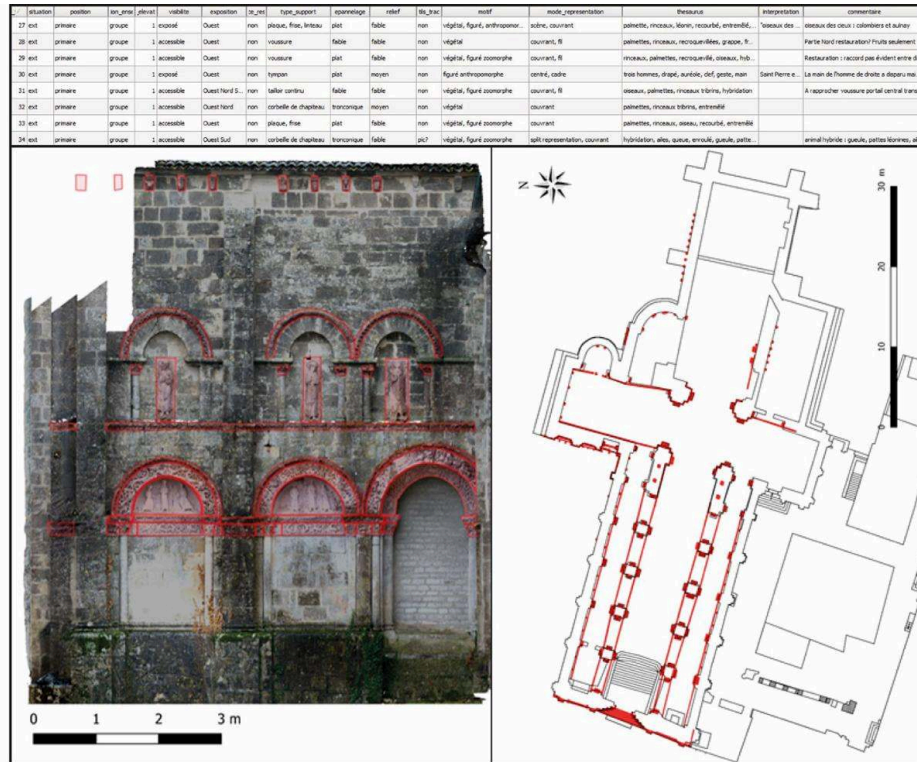 situation position ion_ens elevat visibilite exposition te_res type_support epannelage relief tis_trac motif mode_representation thesaurus interpretation commentaire
27 ext primaire groupe 1 exposé Ouest non plaque, frise, linteau plat faible non végétal, figuré, anthropomor... scène, couvrant palmette, rinceaux, léonin, recourbé, entremêlé,... "oiseaux des ... oiseaux des cieux : colombiers et
28 ext primaire groupe 1 accessible Ouest non voussure faible faible non végétal couvrant, fil palmettes, rinceaux, recroquevillées, grappe, fr... Partie Nord restauration? Fruits seulement
29 ext primaire groupe 1 accessible Ouest non voussure plat faible non végétal, figuré zoomorphe couvrant, fil rinceaux, palmettes, recroquevillé, oiseaux, hyb... Restauration : raccord pas évident entre d
30 ext primaire groupe 1 exposé Ouest non tympan plat moyen non figuré anthropomorphe centré, cadre trois hommes, drapé, auréole, clef, geste, main Saint Pierre e... La main de l'homme de droite a disparu mai
31 ext primaire groupe 1 accessible Ouest Nord S... non tailloir continu faible faible non végétal, figuré zoomorphe couvrant, fil oiseaux, palmettes, rinceaux tribrins, hybridation A rapprocher voussure portail central trans
32 ext primaire groupe 1 accessible Ouest Nord non corbeille de chapiteau tronconique moyen non végétal couvrant palmettes, rinceaux tribrins, entremêlé
33 ext primaire groupe 1 accessible Ouest non plaque, frise plat faible non végétal, figuré zoomorphe couvrant palmettes, rinceaux, oiseau, recourbé, entremêlé
34 ext primaire groupe 1 accessible Ouest Sud non corbeille de chapiteau tronconique faible pic? végétal, figuré zoomorphe split representation, couvrant hybridation, ailes, queue, enroulé, gueule, patte... animal hybride : gueule, pattes léonines, ai
N
30 m
20
10
0
0 1 2 3 m